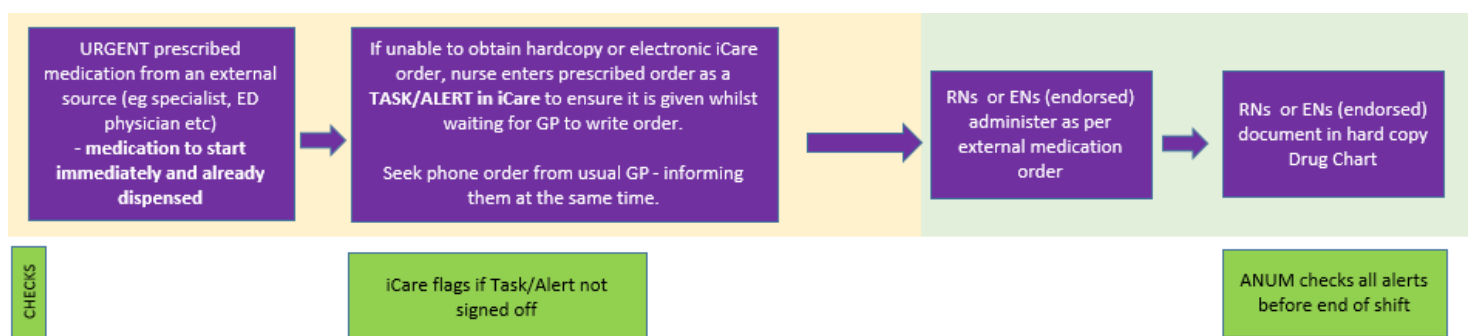 URGENT prescribed
medication from an external
source (eg specialist, ED
physician etc)
- medication to start
immediately and already
dispensed
If unable to obtain hardcopy or electronic iCare
order, nurse enters prescribed order as a
TASK/ALERT in iCare to ensure it is given whilst
waiting for GP to write order.
Seek phone order from usual GP - informing
them at the same time.
RNs or ENs (endorsed)
administer as per
external medication
order
RNs or ENs (endorsed)
document in hard copy
Drug Chart
CHECKS
iCare flags if Task/Alert not
signed off
ANUM checks all alerts
before end of shift